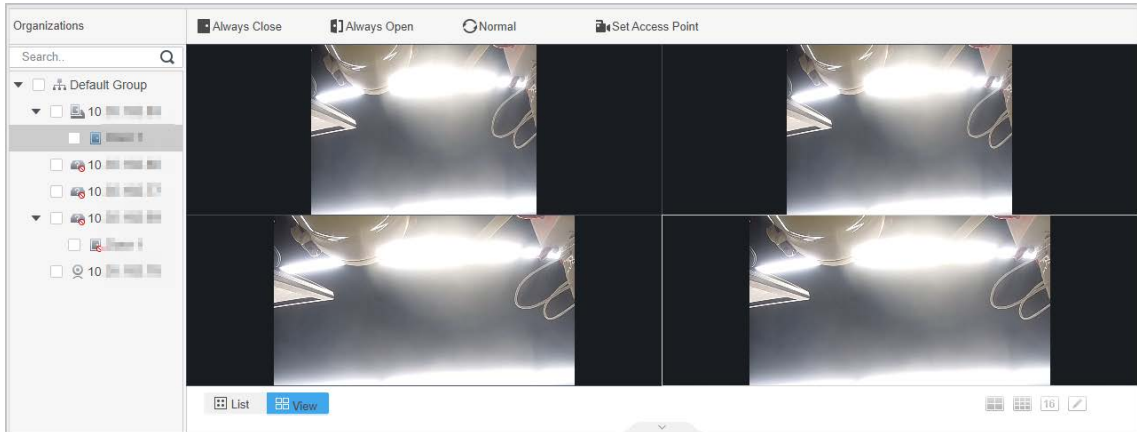 Organizations
Always Close Always Open Normal Set Access Point
Search..
Default Group
10
10
10
10
10
List View 16